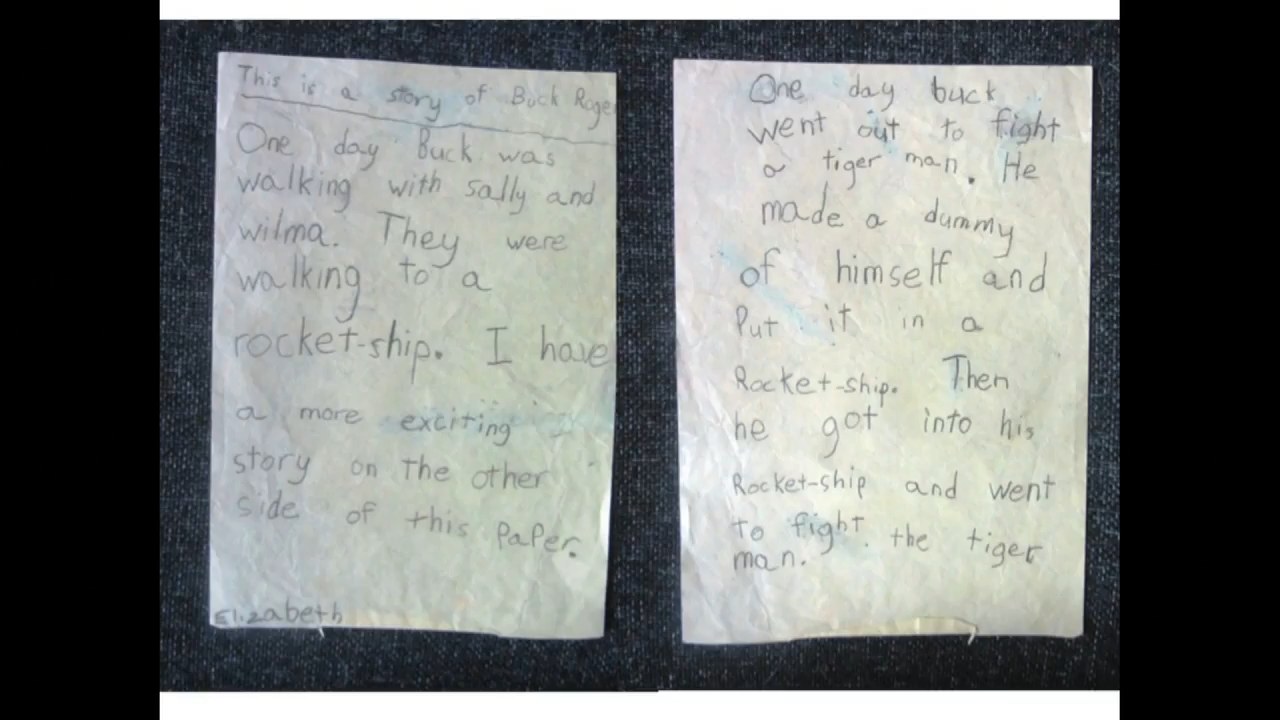 This is a story of Buck Roge
One day Buck was
walking with sally and
wilma. They were
walking to a
rocket-ship. I have
a more exciting
story on the other
side of this paper.
Elizabeth
One day buck
went out to fight
a tiger man. He
made a dummy
of himself and
Put it in a
Rocket-ship. Then
he got into his
Rocket-ship and went
to fight the tiger
man.